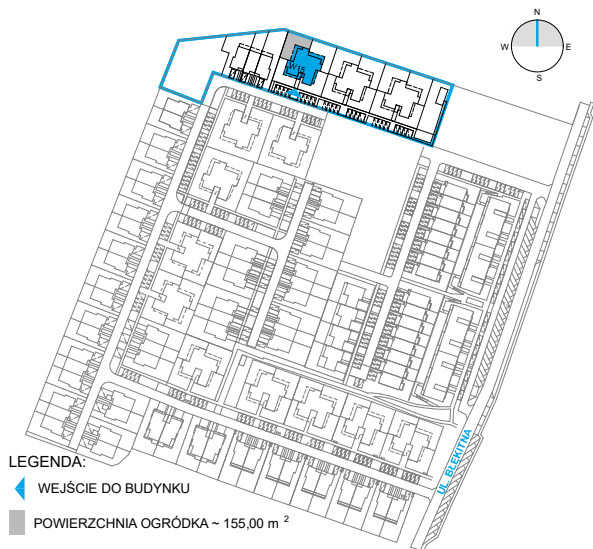 N
W E
S
W15
UL. BŁĘKITNA
LEGENDA:
WEJŚCIE DO BUDYNKU
POWIERZCHNIA OGRÓDKA ~ 155,00 m ²